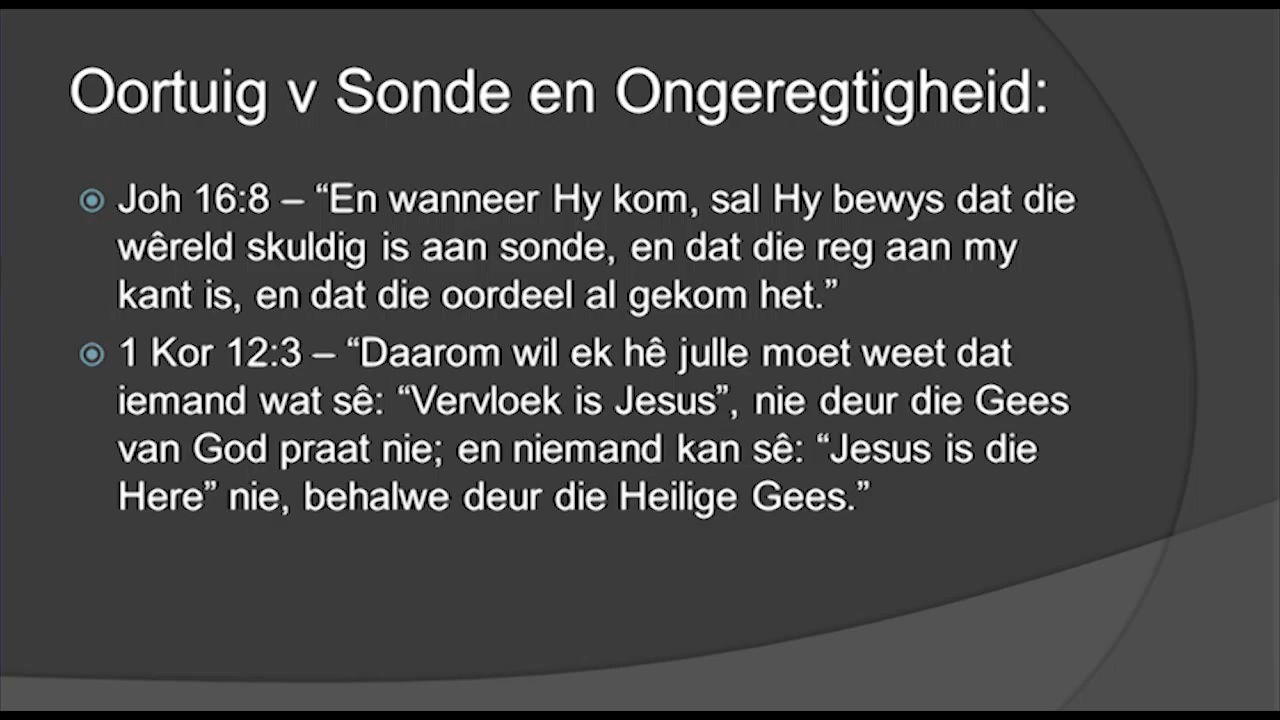 Oortuig v Sonde en Ongeregtigheid:
Joh 16:8 – “En wanneer Hy kom, sal Hy bewys dat die
wêreld skuldig is aan sonde, en dat die reg aan my
kant is, en dat die oordeel al gekom het.”
1 Kor 12:3 – “Daarom wil ek hê julle moet weet dat
iemand wat sê: “Vervloek is Jesus”, nie deur die Gees
van God praat nie; en niemand kan sê: “Jesus is die
Here” nie, behalwe deur die Heilige Gees.”